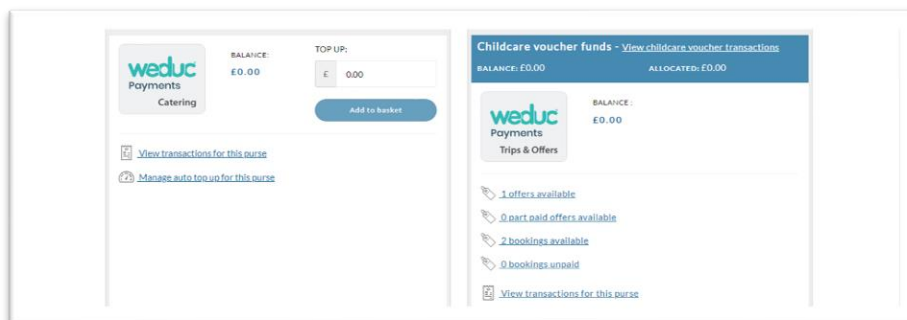 weduc
Payments
Catering
BALANCE:
£0.00
TOP UP:
£ 0.00
Add to basket
View transactions for this purse
Manage auto top up for this purse
Childcare voucher funds - View childcare voucher transactions
BALANCE: £0.00 ALLOCATED: £0.00
weduc
Payments
Trips & Offers
BALANCE :
£0.00
1 offers available
0 part paid offers available
2 bookings available
0 bookings unpaid
View transactions for this purse